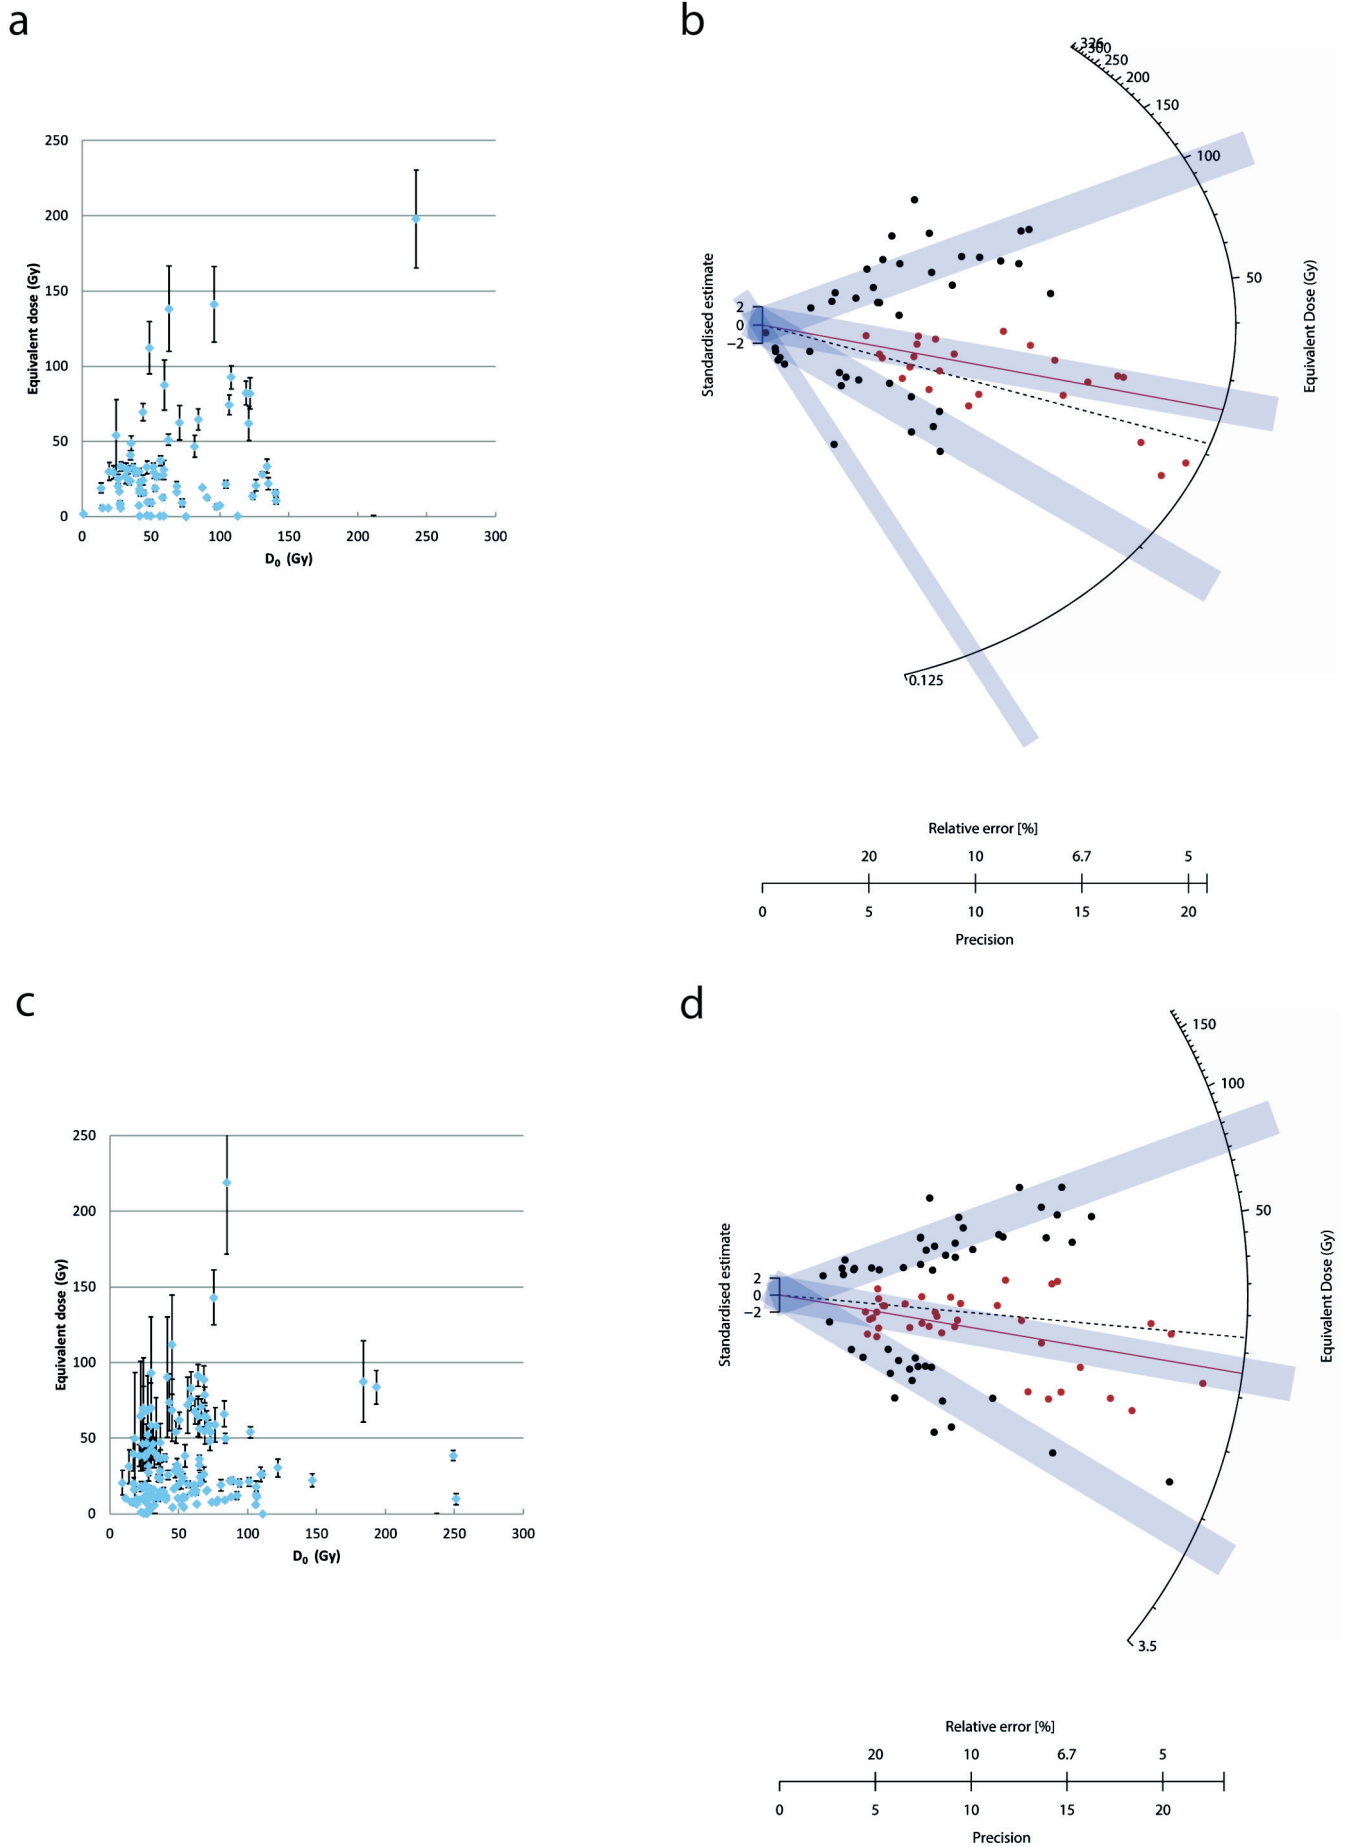 a
Equivalent dose (Gy)
250
200
150
100
50
0
0 50 100 150 200 250 300
D0 (Gy)
b
Standardised estimate
2
0
−2
326
300
250
200
150
100
50
0.125
Equivalent Dose (Gy)
Relative error [%]
20 10 6.7 5
0 5 10 15 20
Precision
c
Equivalent dose (Gy)
250
200
150
100
50
0
0 50 100 150 200 250 300
D0 (Gy)
d
Standardised estimate
2
0
−2
150
100
50
3.5
Equivalent Dose (Gy)
Relative error [%]
20 10 6.7 5
0 5 10 15 20
Precision